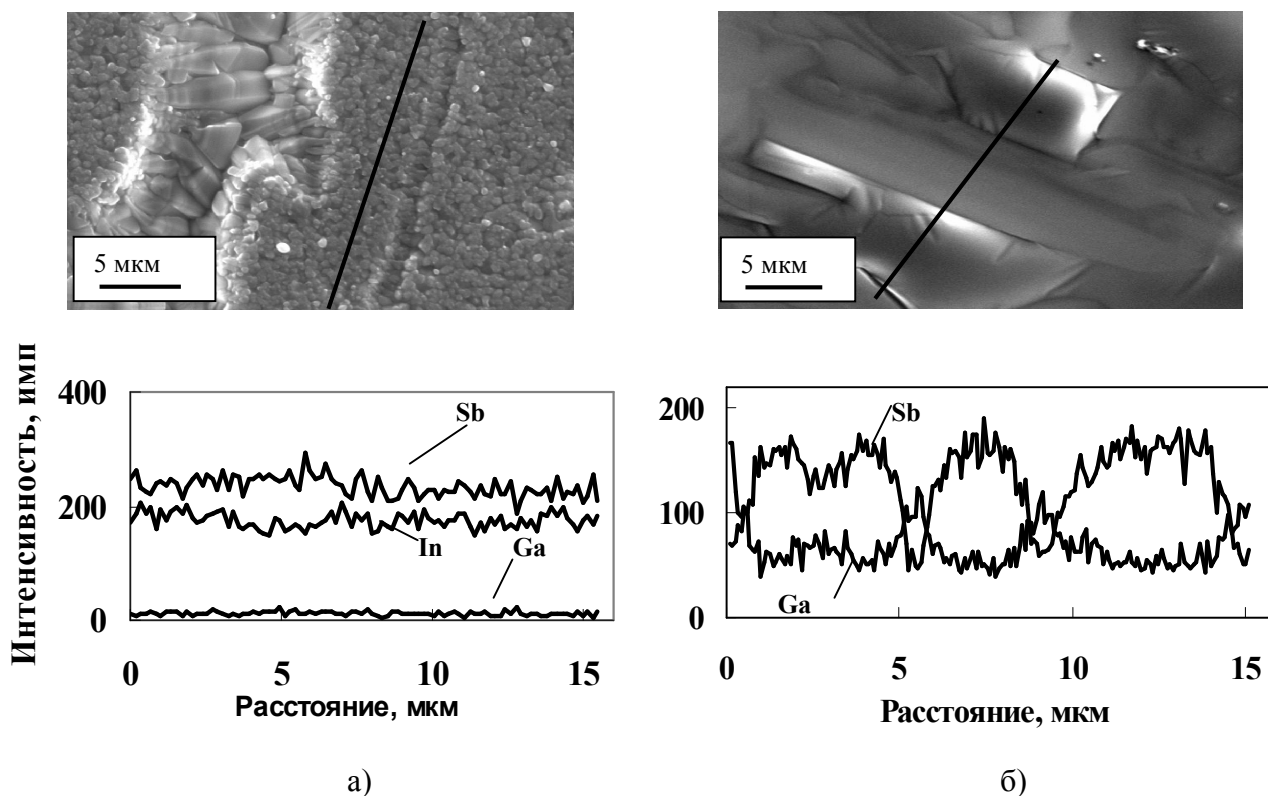 5 мкм
5 мкм
Интенсивность, имп
400
200
0
Sb
In
Ga
0 5 10 15
Расстояние, мкм
200
100
0
Sb
Ga
0 5 10 15
Расстояние, мкм
а) б)